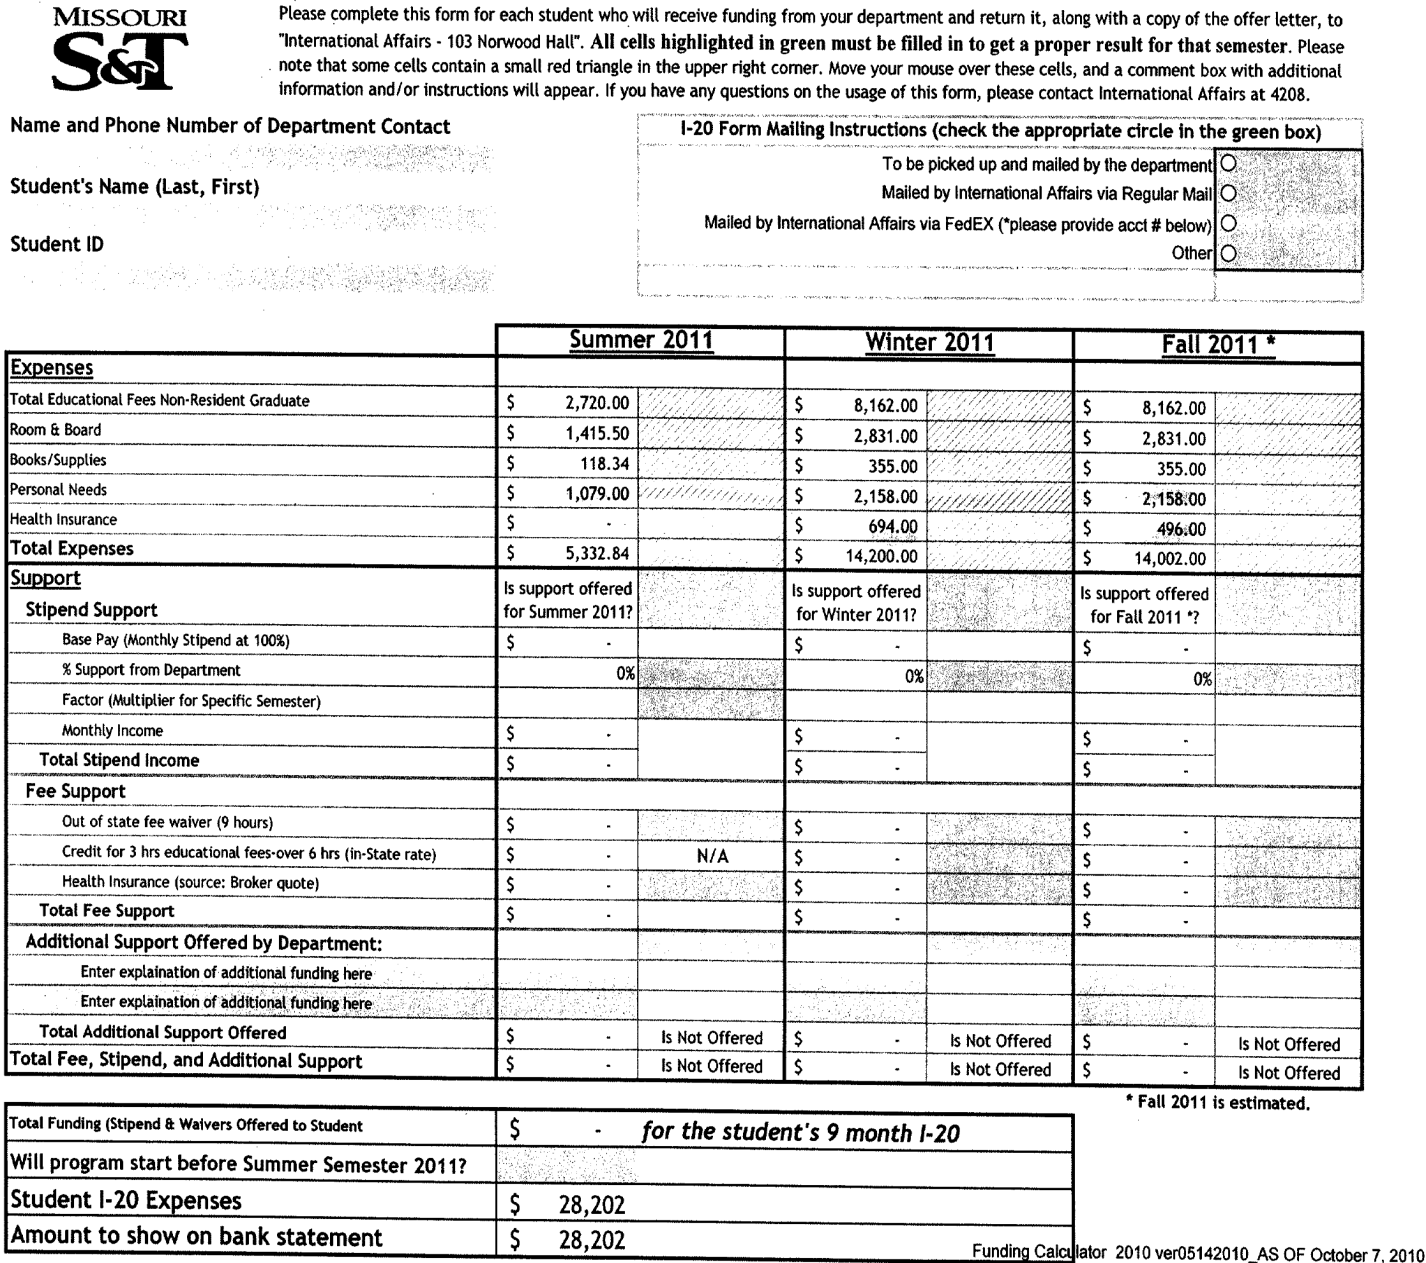 MISSOURI
S&T
Please complete this form for each student who will receive funding from your department and return it, along with a copy of the offer letter, to
"International Affairs - 103 Norwood Hall". All cells highlighted in green must be filled in to get a proper result for that semester. Please
note that some cells contain a small red triangle in the upper right corner. Move your mouse over these cells, and a comment box with additional
information and/or instructions will appear. If you have any questions on the usage of this form, please contact International Affairs at 4208.
Name and Phone Number of Department Contact
Student's Name (Last, First)
Student ID
I-20 Form Mailing Instructions (check the appropriate circle in the green box)
To be picked up and mailed by the department
Mailed by International Affairs via Regular Mail
Mailed by International Affairs via FedEX (*please provide acct # below)
Other
Summer 2011 Winter 2011 Fall 2011 *
Expenses
Total Educational Fees Non-Resident Graduate $ 2,720.00 $ 8,162.00 $ 8,162.00
Room & Board $ 1,415.50 $ 2,831.00 $ 2,831.00
Books/Supplies $ 118.34 $ 355.00 $ 355.00
Personal Needs $ 1,079.00 $ 2,158.00 $ 2,158.00
Health Insurance $ - $ 694.00 $ 496.00
Total Expenses $ 5,332.84 $ 14,200.00 $ 14,002.00
Support
Is support offered Is support offered Is support offered
Stipend Support for Summer 2011? for Winter 2011? for Fall 2011 *?
Base Pay (Monthly Stipend at 100%) $ - $ - $ -
% Support from Department 0% 0% 0%
Factor (Multiplier for Specific Semester)
Monthly Income $ - $ - $ -
Total Stipend Income $ - $ - $ -
Fee Support
Out of state fee waiver (9 hours) $ - $ - $ -
Credit for 3 hrs educational fees-over 6 hrs (in-State rate) $ - N/A $ - $ -
Health Insurance (source: Broker quote) $ - $ - $ -
Total Fee Support $ - $ - $ -
Additional Support Offered by Department:
Enter explaination of additional funding here
Enter explaination of additional funding here
Total Additional Support Offered $ - Is Not Offered $ - Is Not Offered $ - Is Not Offered
Total Fee, Stipend, and Additional Support $ - Is Not Offered $ - Is Not Offered $ - Is Not Offered
* Fall 2011 is estimated.
Total Funding (Stipend & Waivers Offered to Student $ - for the student's 9 month I-20
Will program start before Summer Semester 2011?
Student I-20 Expenses $ 28,202
Amount to show on bank statement $ 28,202
Funding Calculator 2010 ver05142010_AS OF October 7, 2010